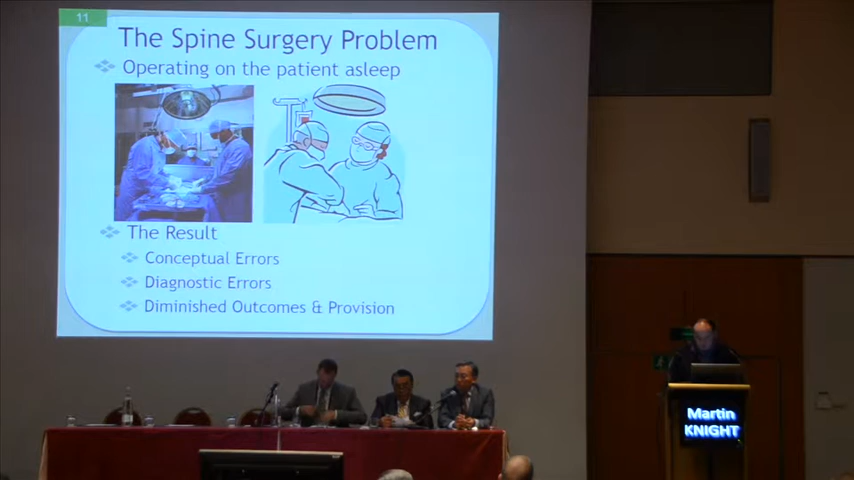 11
The Spine Surgery Problem
Operating on the patient asleep
The Result
Conceptual Errors
Diagnostic Errors
Diminished Outcomes & Provision
Martin
KNIGHT